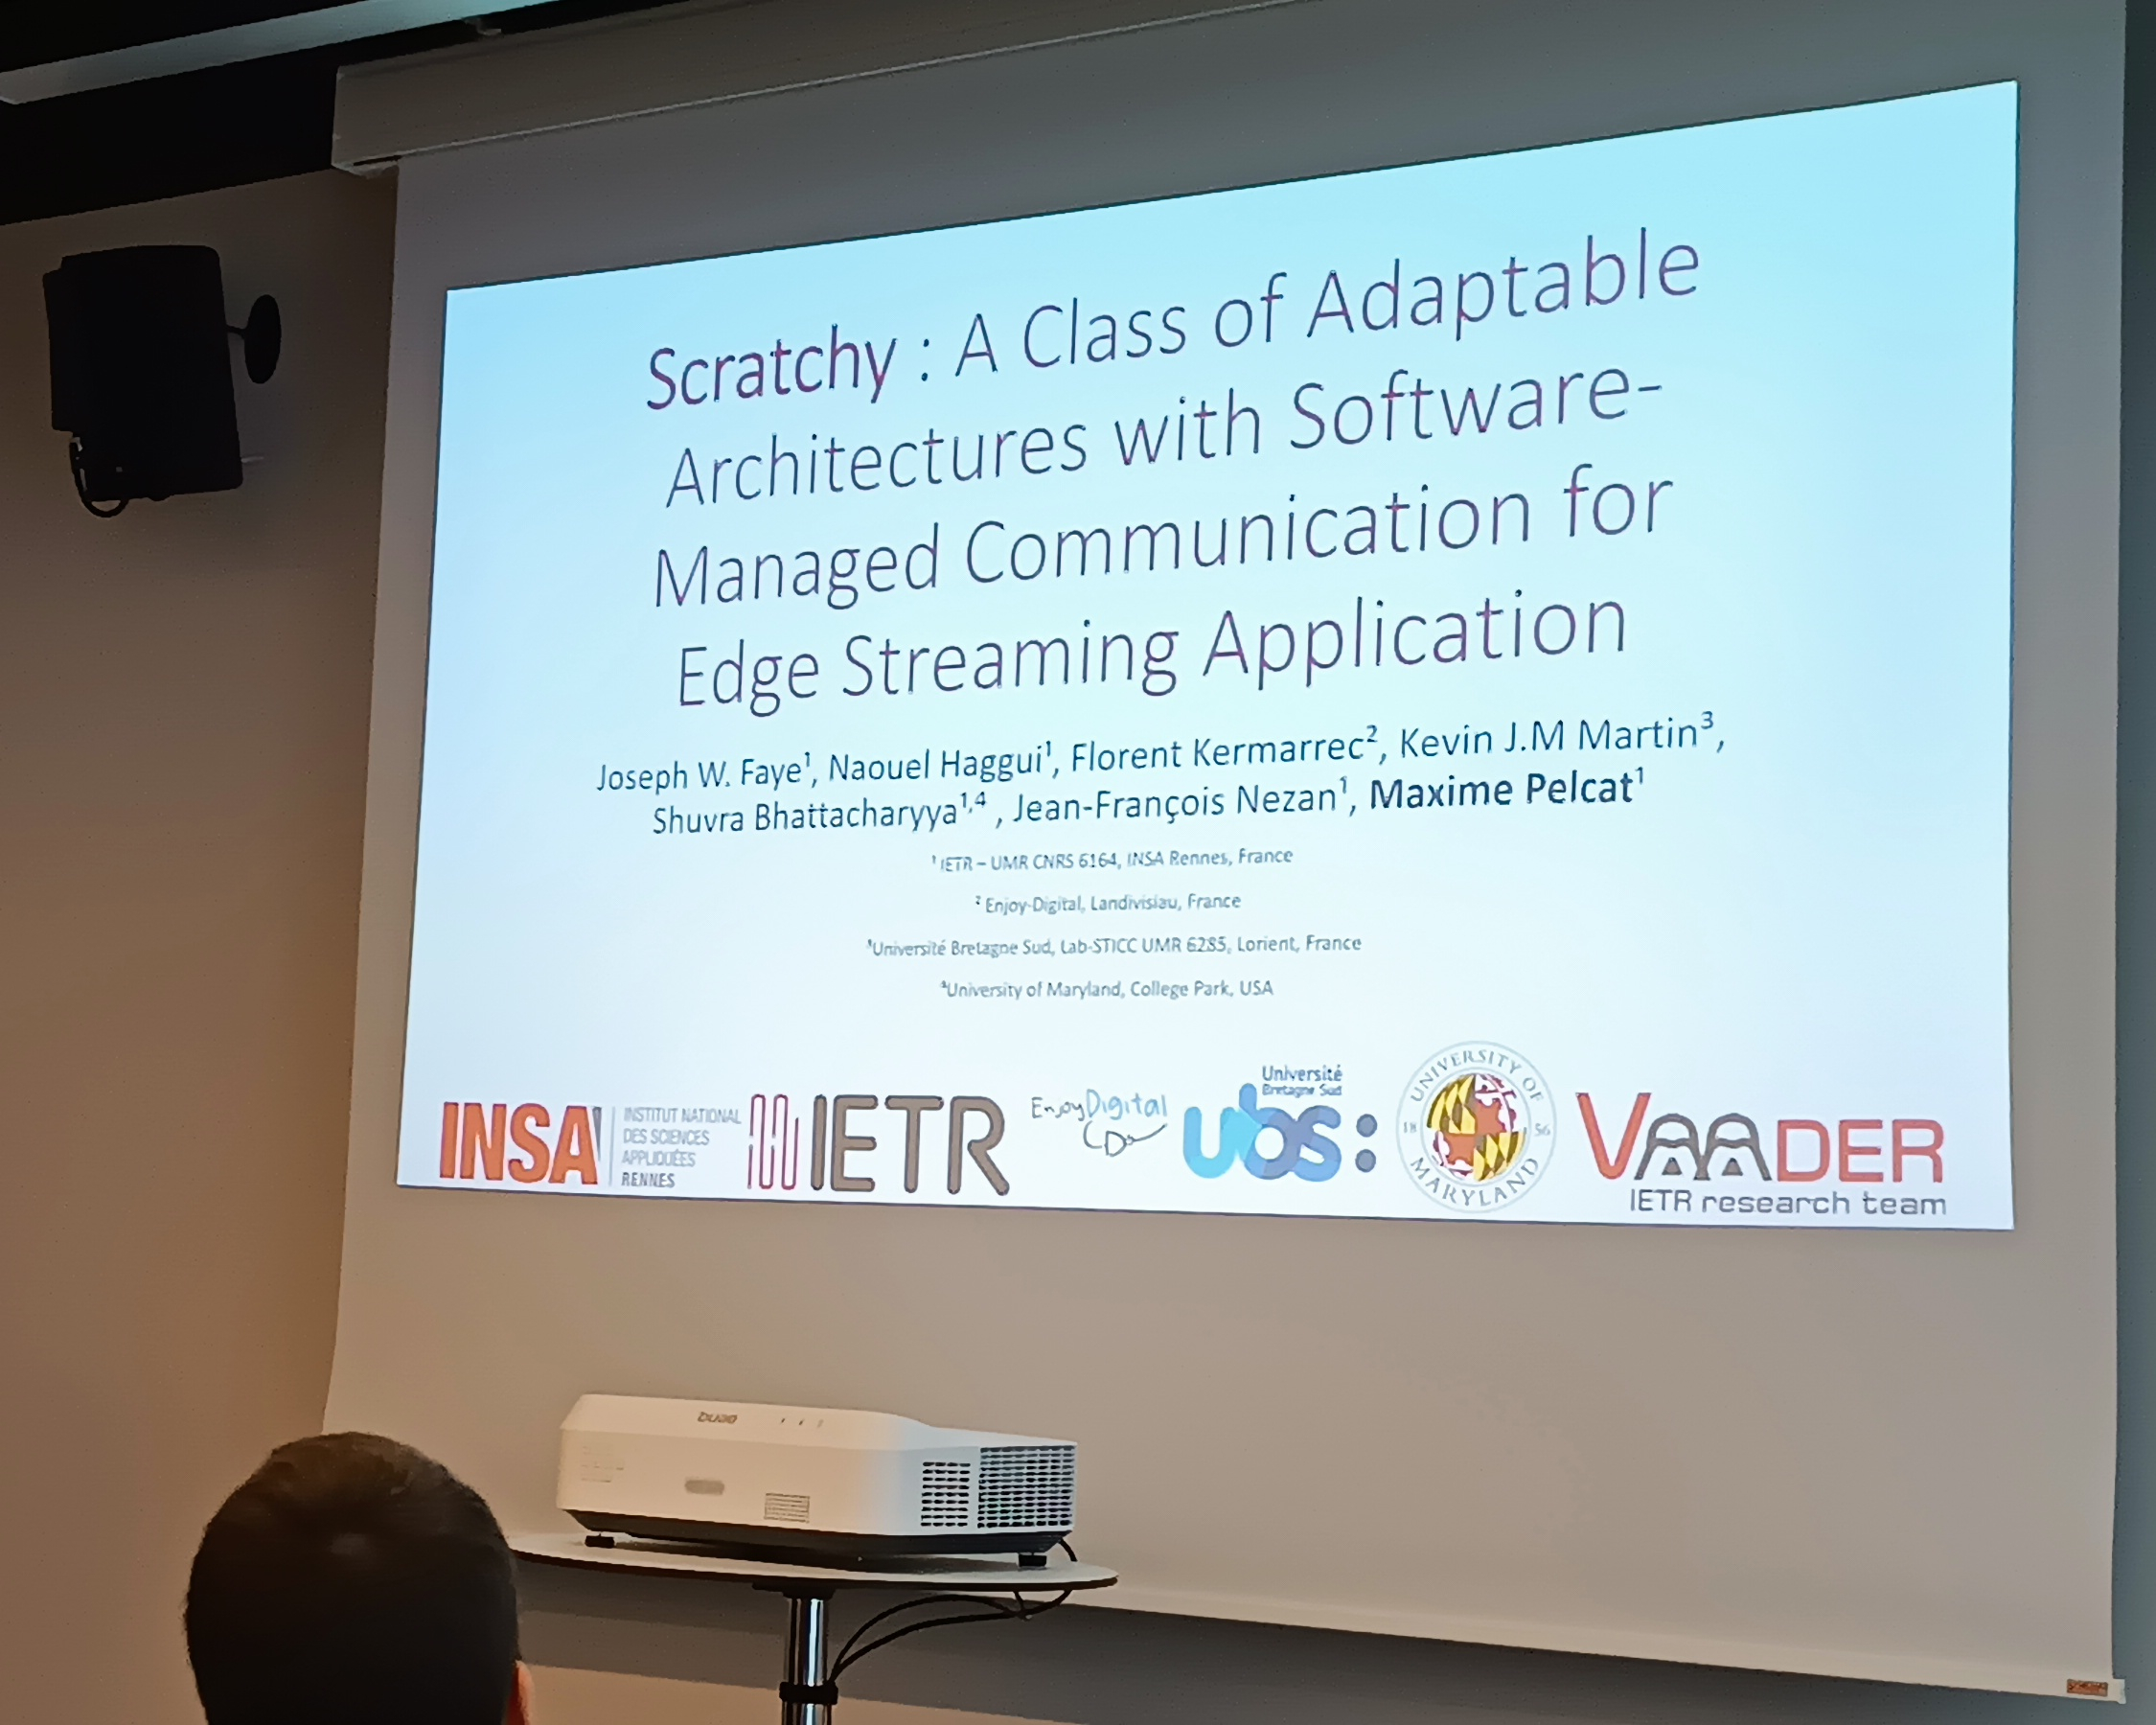 Scratchy : A Class of Adaptable
Architectures with Software-
Managed Communication for
Edge Streaming Application
Joseph W. Faye¹, Naouel Haggui¹, Florent Kermarrec², Kevin J.M Martin³,
Shuvra Bhattacharyya¹,⁴ , Jean-François Nezan¹, Maxime Pelcat¹
¹ IETR – UMR CNRS 6164, INSA Rennes, France
² Enjoy-Digital, Landivisiau, France
³Université Bretagne Sud, Lab-STICC UMR 6285, Lorient, France
⁴University of Maryland, College Park, USA
INSA
INSTITUT NATIONAL
DES SCIENCES
APPLIQUÉES
RENNES
IETR
EnjoyDigital
Université
Bretagne Sud
ubs:
UNIVERSITY OF
18 56
MARYLAND
VAADER
IETR research team
BenQ